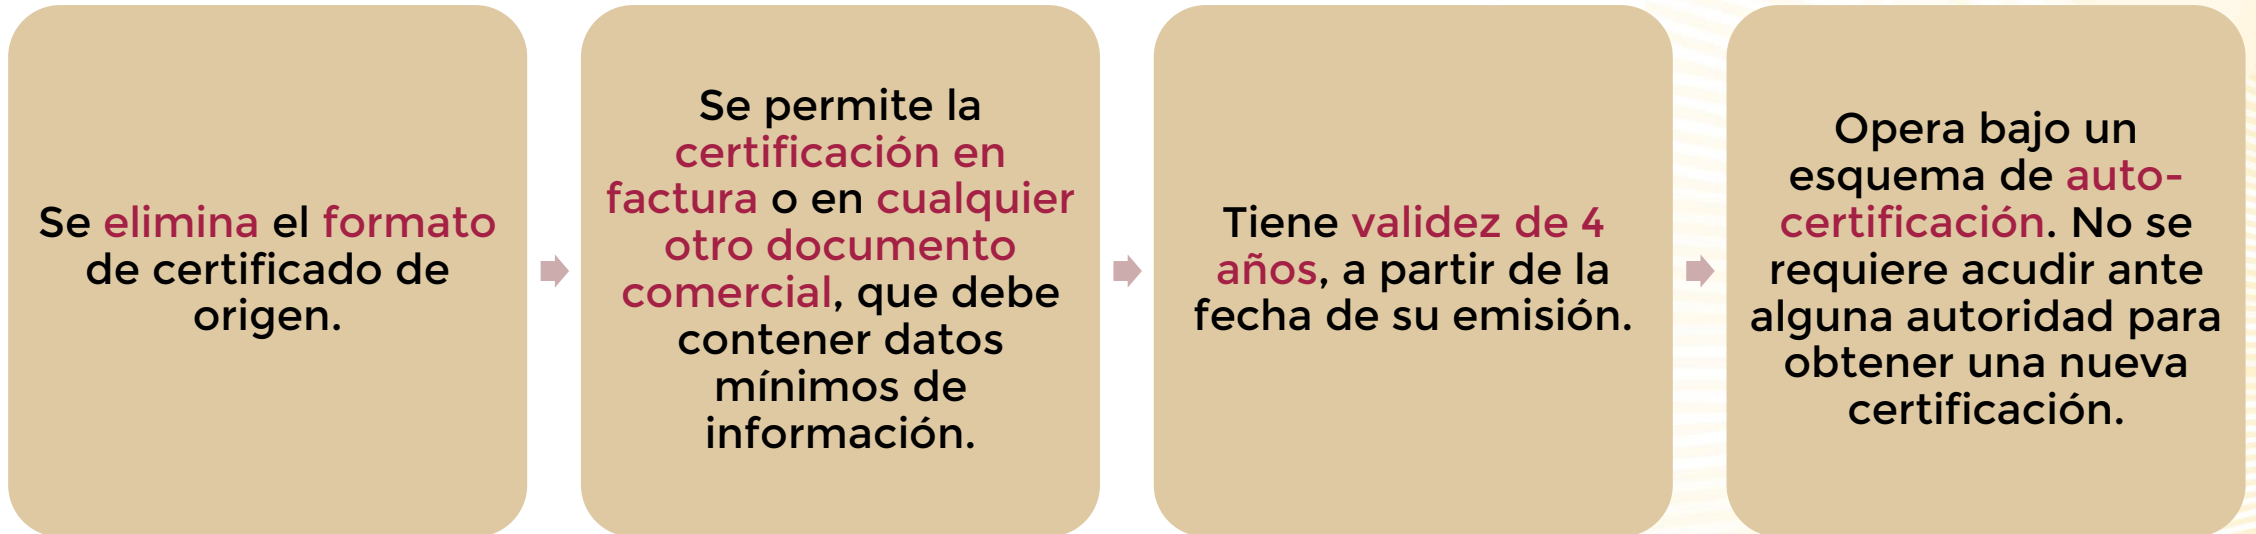 Se elimina el formato
de certificado de
origen.
Se permite la
certificación en
factura o en cualquier
otro documento
comercial, que debe
contener datos
mínimos de
información.
Tiene validez de 4
años, a partir de la
fecha de su emisión.
Opera bajo un
esquema de auto-
certificación. No se
requiere acudir ante
alguna autoridad para
obtener una nueva
certificación.